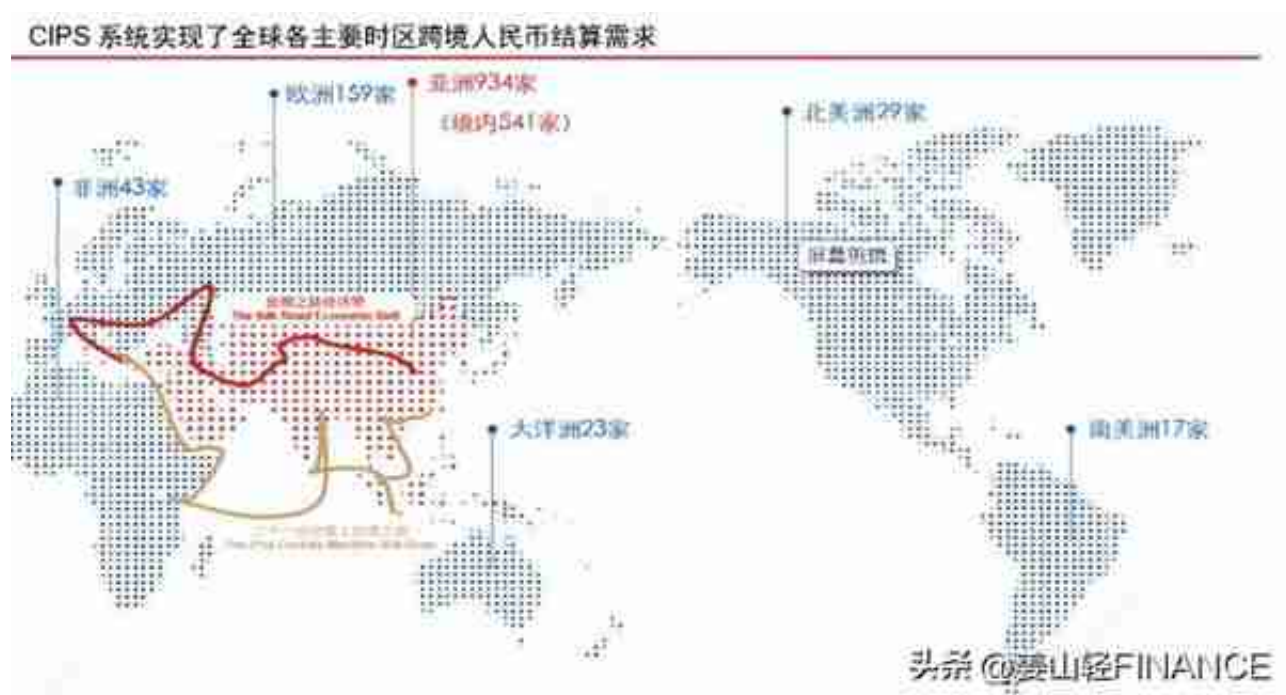 CIPS 系统实现了全球各主要时区跨境人民币结算需求
欧洲159家
亚洲934家
(境内541家)
北美洲29家
非洲43家
The Silk Road Economic Belt
大洋洲23家
南美洲17家
头条 @姜山轻FINANCE